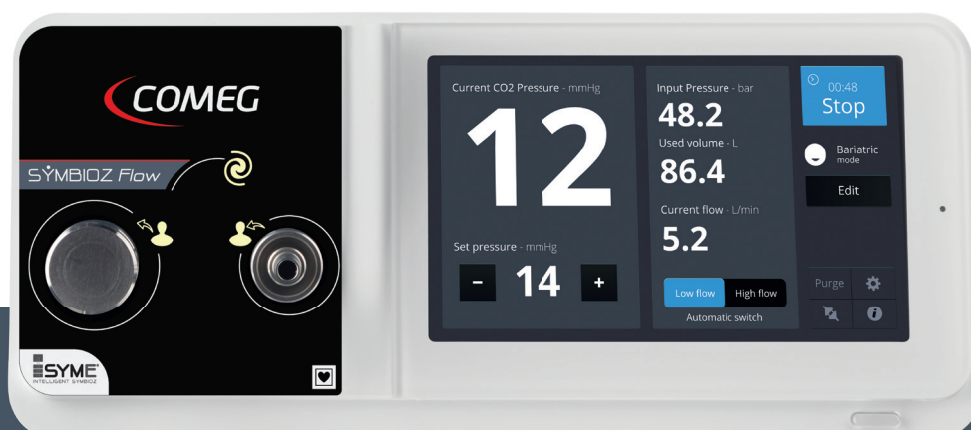 COMEG
SYMBIOZ Flow
SYME
INTELLIGENT SYMBIOZ
Current CO2 Pressure - mmHg
12
Set pressure - mmHg
- 14 +
Input Pressure - bar
48.2
Used volume - L
86.4
Current flow - L/min
5.2
Low flow High flow
Automatic switch
00:48
Stop
Bariatric
mode
Edit
Purge
i